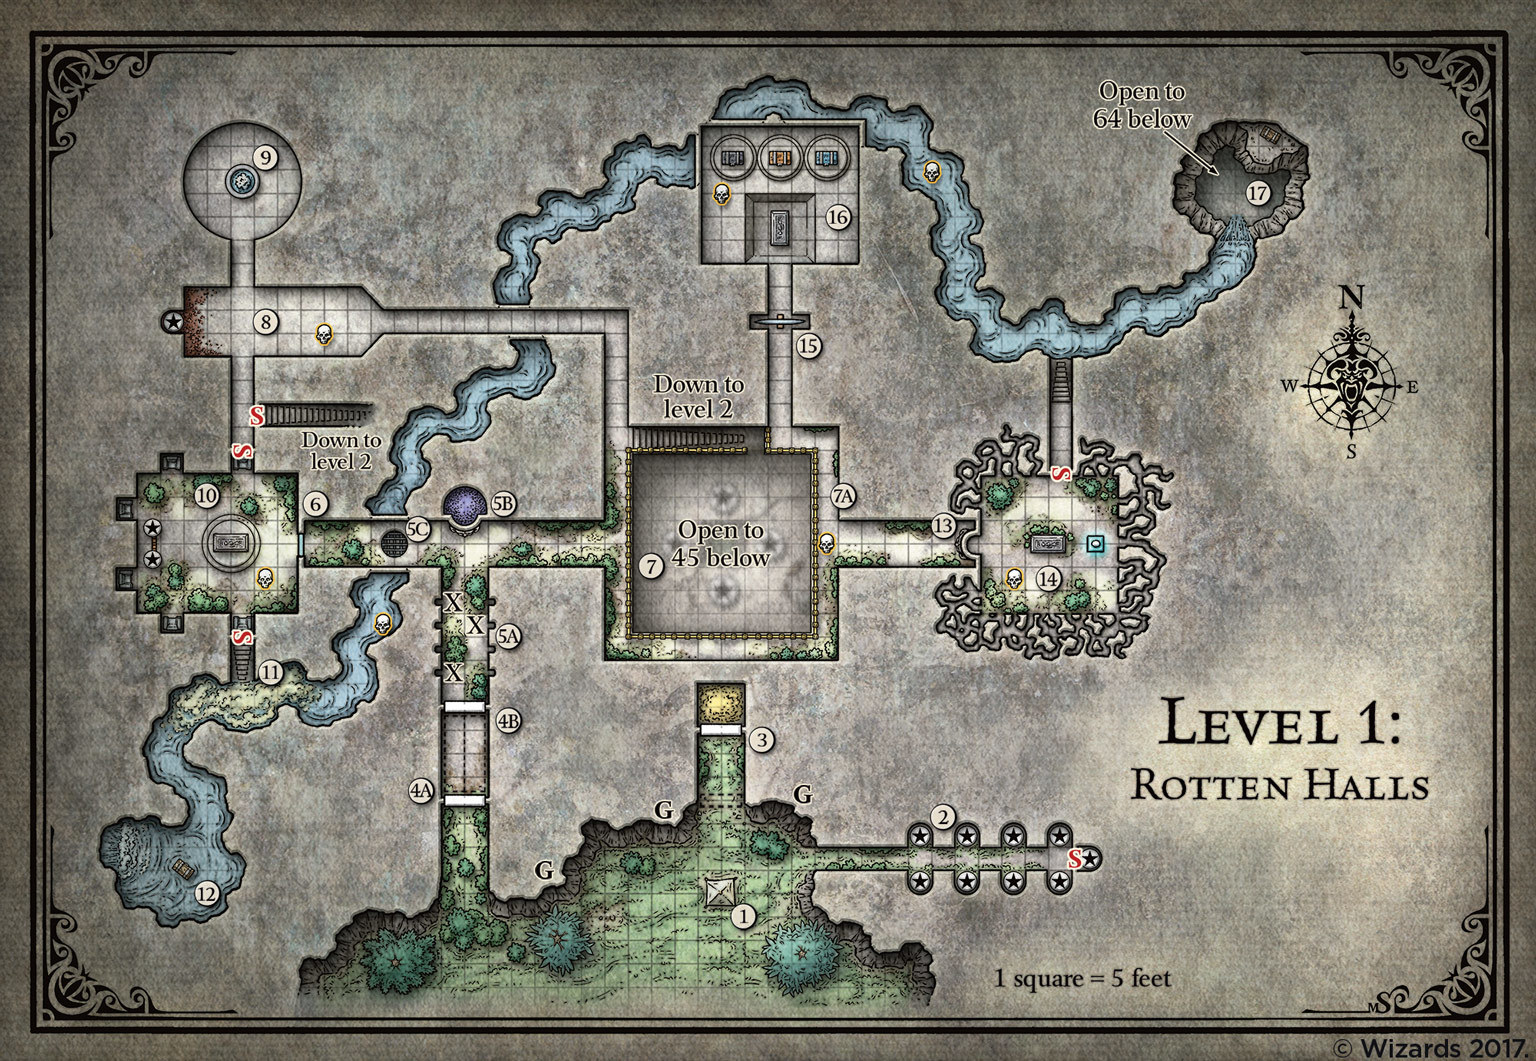 Open to
64 below
9
17
16
N
8
15
W
E
S
Down to
level 2
S
Down to
level 2
S
10
6
5B
7A
S
5C
13
Open to
45 below
7
14
X
X
5A
S
11
X
4B
3
LEVEL 1:
ROTTEN HALLS
4A
G
G
2
S
G
12
1
1 square = 5 feet
MS
© Wizards 2017